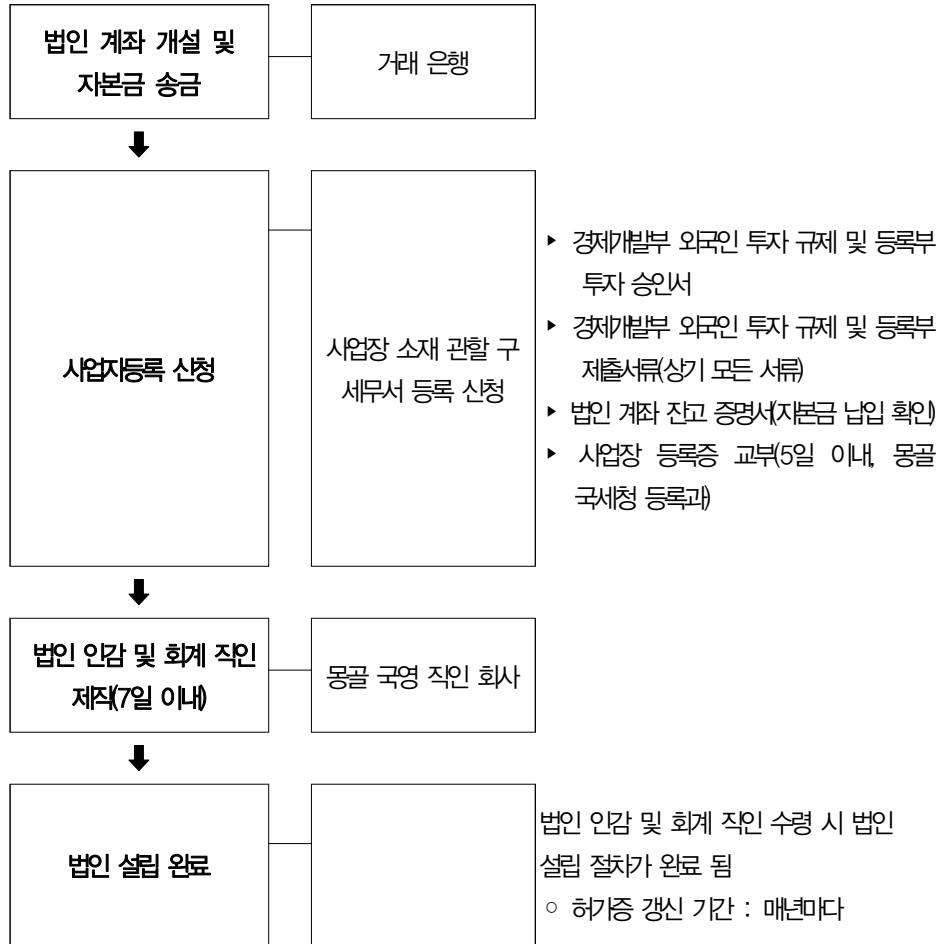 법인 계좌 개설 및
자본금 송금
거래 은행
사업자등록 신청
사업장 소재 관할 구
세무서 등록 신청
▶ 경제개발부 외국인 투자 규제 및 등록부
투자 승인서
▶ 경제개발부 외국인 투자 규제 및 등록부
제출서류(상기 모든 서류)
▶ 법인 계좌 잔고 증명서(자본금 납입 확인)
▶ 사업장 등록증 교부(5일 이내, 몽골
국세청 등록과)
법인 인감 및 회계 직인
제작(7일 이내)
몽골 국영 직인 회사
법인 설립 완료
법인 인감 및 회계 직인 수령 시 법인
설립 절차가 완료 됨
○ 허가증 갱신 기간 : 매년마다